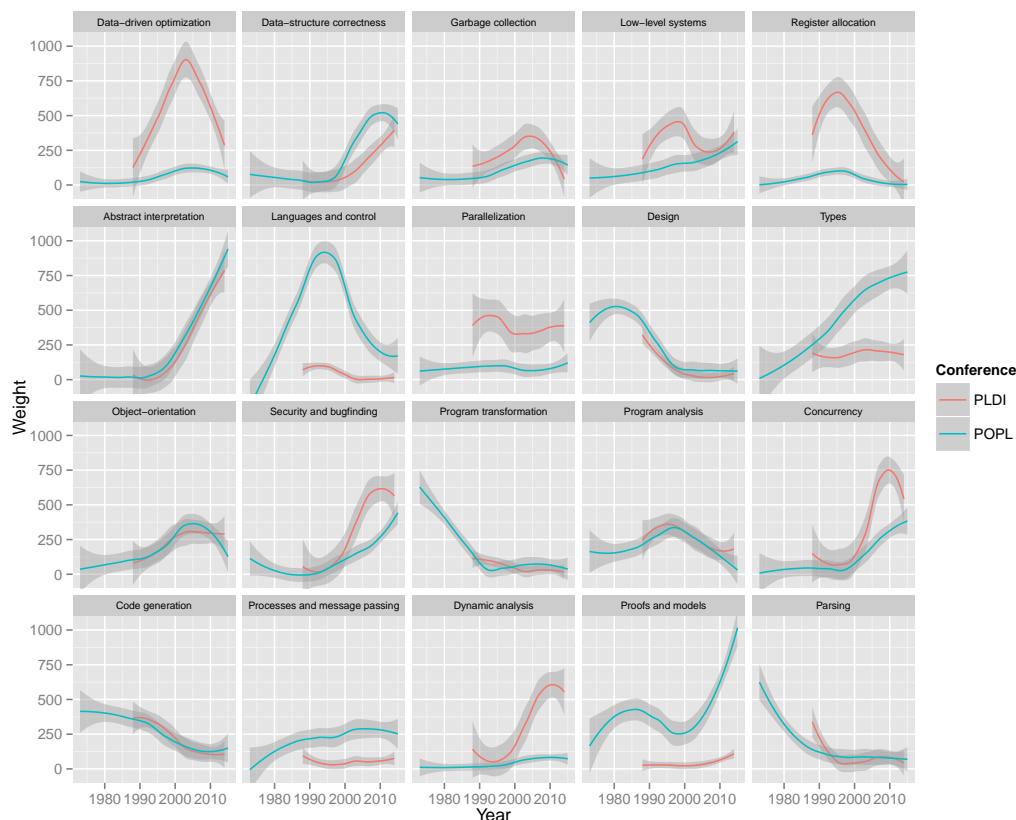 Data−driven optimization Data−structure correctness Garbage collection Low−level systems Register allocation
1000
750
500
250
0
Abstract interpretation Languages and control Parallelization Design Types
1000
750
500
250
0
Object−orientation Security and bugfinding Program transformation Program analysis Concurrency
1000
750
500
250
0
Code generation Processes and message passing Dynamic analysis Proofs and models Parsing
1000
750
500
250
0
1980 1990 2000 2010 1980 1990 2000 2010 1980 1990 2000 2010 1980 1990 2000 2010 1980 1990 2000 2010
Year
Weight
Conference
PLDI
POPL